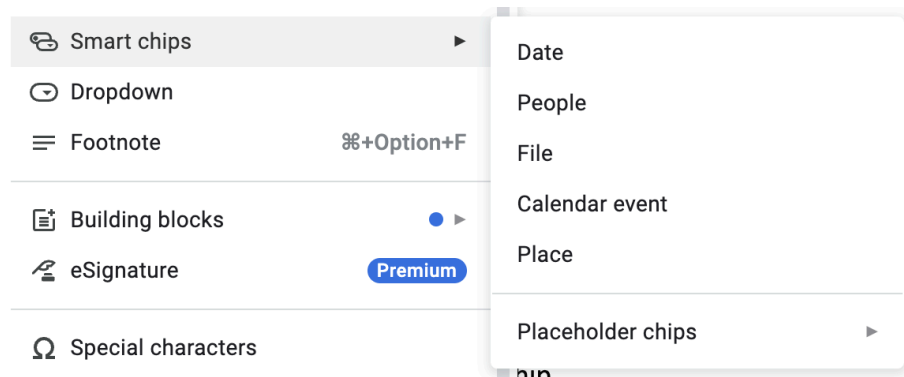 Smart chips
Dropdown
Footnote ⌘+Option+F
Building blocks
eSignature Premium
Special characters
Date
People
File
Calendar event
Place
Placeholder chips